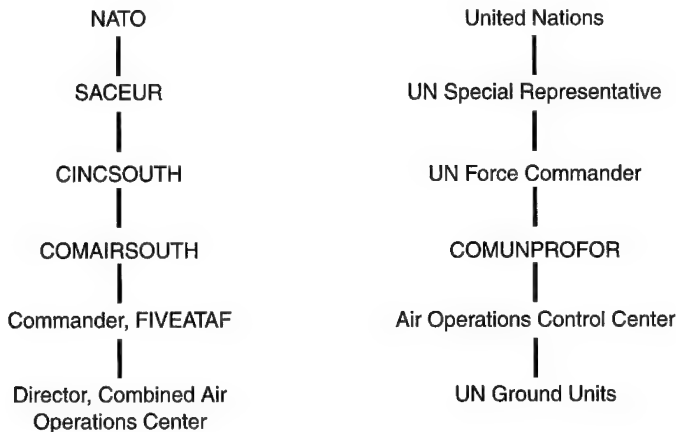 NATO
SACEUR
CINCSOUTH
COMAIRSOUTH
Commander, FIVEATAF
Director, Combined Air
Operations Center
United Nations
UN Special Representative
UN Force Commander
COMUNPROFOR
Air Operations Control Center
UN Ground Units